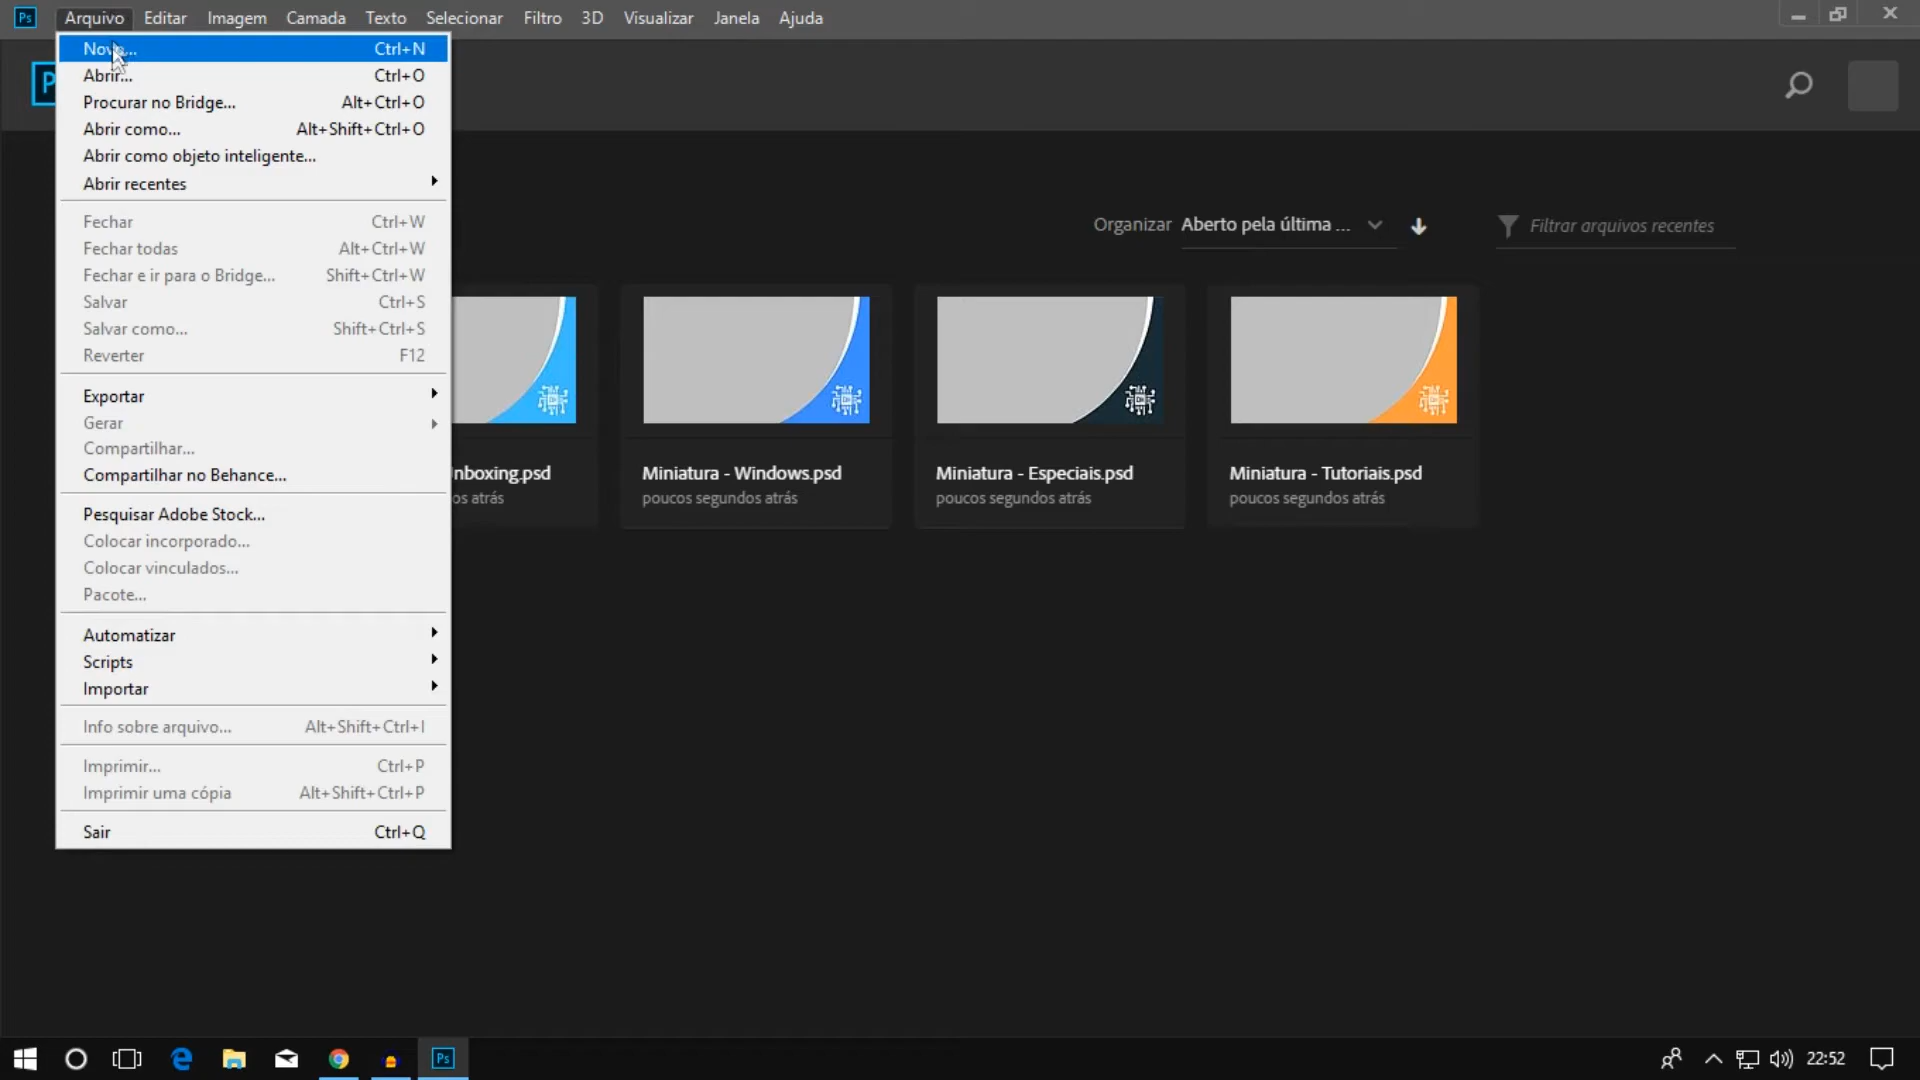 Ps Arquivo Editar Imagem Camada Texto Selecionar Filtro 3D Visualizar Janela Ajuda
Novo... Ctrl+N
Abrir... Ctrl+O
Procurar no Bridge... Alt+Ctrl+O
Abrir como... Alt+Shift+Ctrl+O
Abrir como objeto inteligente...
Abrir recentes
Fechar Ctrl+W
Fechar todas Alt+Ctrl+W
Fechar e ir para o Bridge... Shift+Ctrl+W
Salvar Ctrl+S
Salvar como... Shift+Ctrl+S
Reverter F12
Exportar
Gerar
Compartilhar...
Compartilhar no Behance...
Pesquisar Adobe Stock...
Colocar incorporado...
Colocar vinculados...
Pacote...
Automatizar
Scripts
Importar
Info sobre arquivo... Alt+Shift+Ctrl+I
Imprimir... Ctrl+P
Imprimir uma cópia Alt+Shift+Ctrl+P
Sair Ctrl+Q
Organizar Aberto pela última ... Filtrar arquivos recentes
nboxing.psd
os atrás
Miniatura - Windows.psd
poucos segundos atrás
Miniatura - Especiais.psd
poucos segundos atrás
Miniatura - Tutoriais.psd
poucos segundos atrás
Ps 22:52